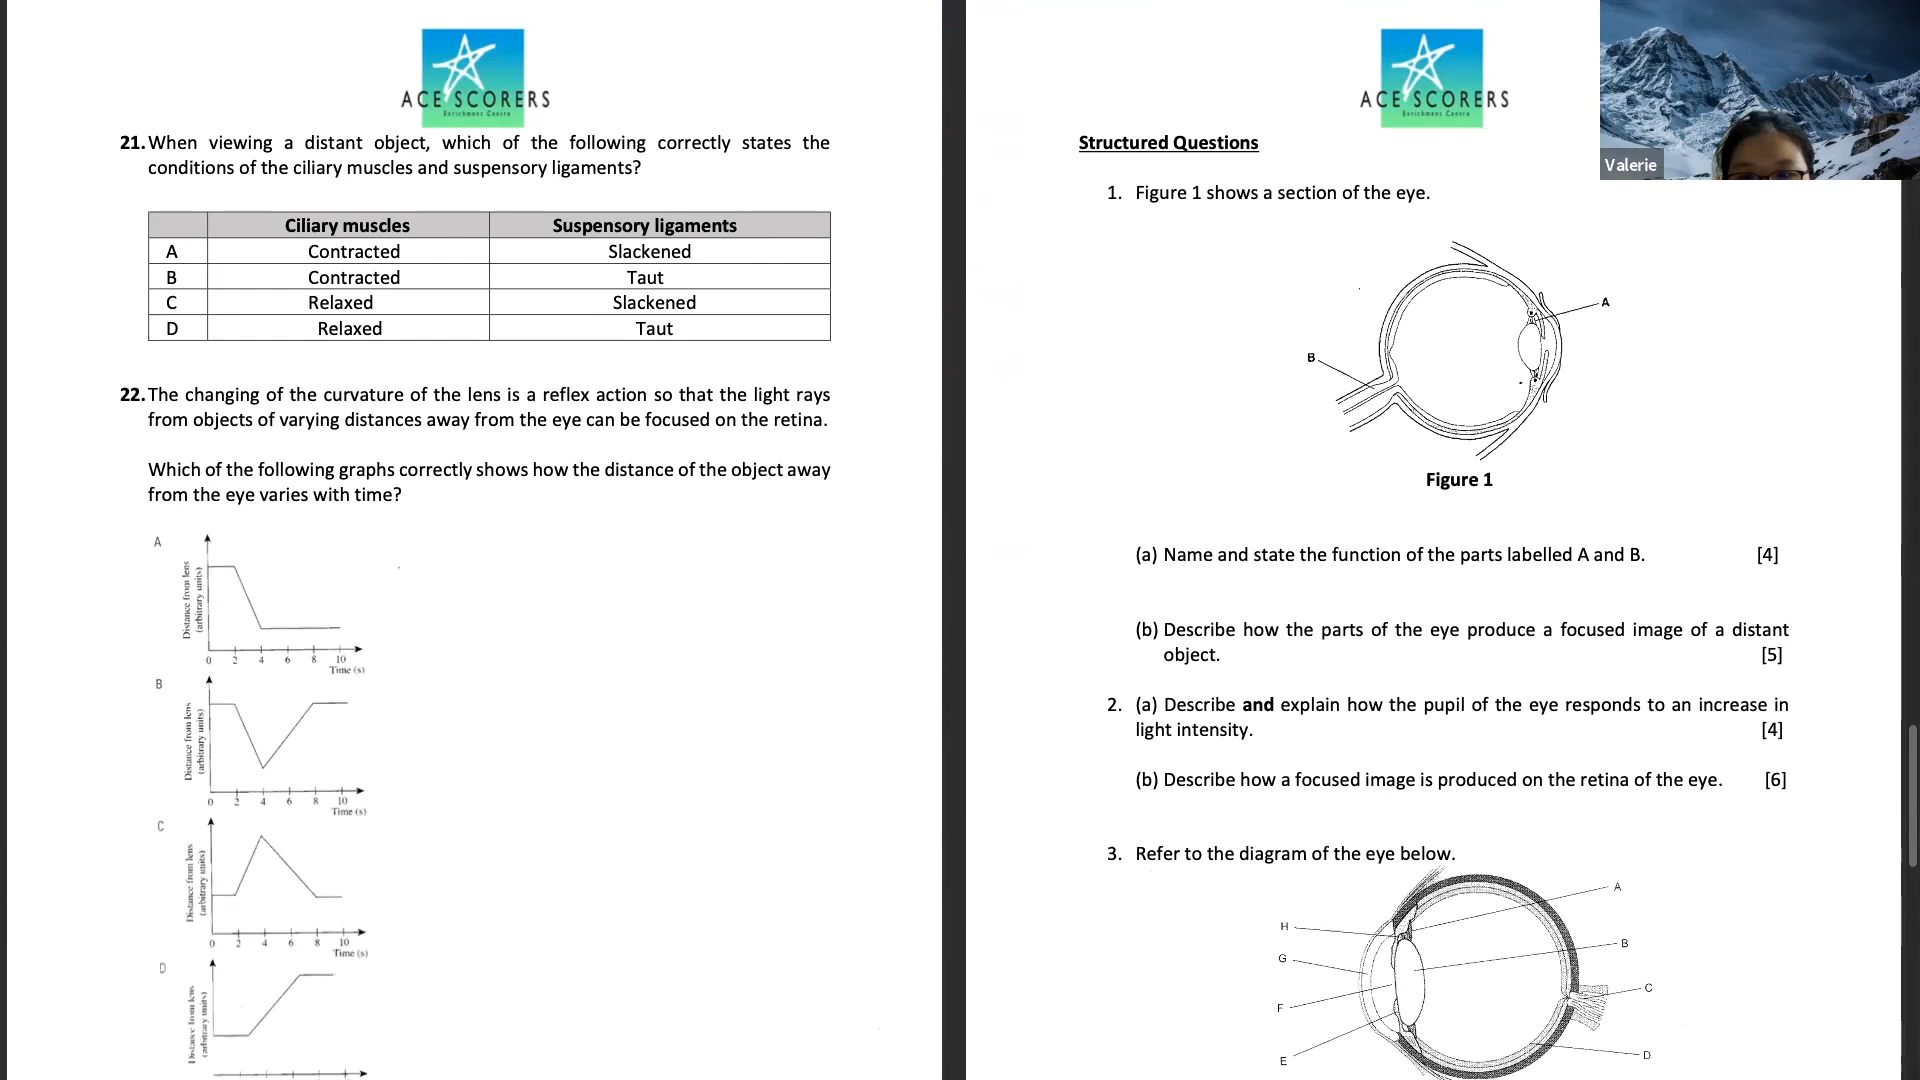 ACE SCORERS
Enrichment Centre
21. When viewing a distant object, which of the following correctly states the
conditions of the ciliary muscles and suspensory ligaments?
Ciliary muscles Suspensory ligaments
A Contracted Slackened
B Contracted Taut
C Relaxed Slackened
D Relaxed Taut
22. The changing of the curvature of the lens is a reflex action so that the light rays
from objects of varying distances away from the eye can be focused on the retina.
Which of the following graphs correctly shows how the distance of the object away
from the eye varies with time?
A
Distance from lens
(arbitrary units)
0 2 4 6 8 10
Time (s)
B
Distance from lens
(arbitrary units)
0 2 4 6 8 10
Time (s)
C
Distance from lens
(arbitrary units)
0 2 4 6 8 10
Time (s)
D
Distance from lens
(arbitrary units)
ACE SCORERS
Enrichment Centre
Valerie
Structured Questions
1. Figure 1 shows a section of the eye.
A
B
Figure 1
(a) Name and state the function of the parts labelled A and B. [4]
(b) Describe how the parts of the eye produce a focused image of a distant
object. [5]
2. (a) Describe and explain how the pupil of the eye responds to an increase in
light intensity. [4]
(b) Describe how a focused image is produced on the retina of the eye. [6]
3. Refer to the diagram of the eye below.
A
H
B
G
C
F
D
E